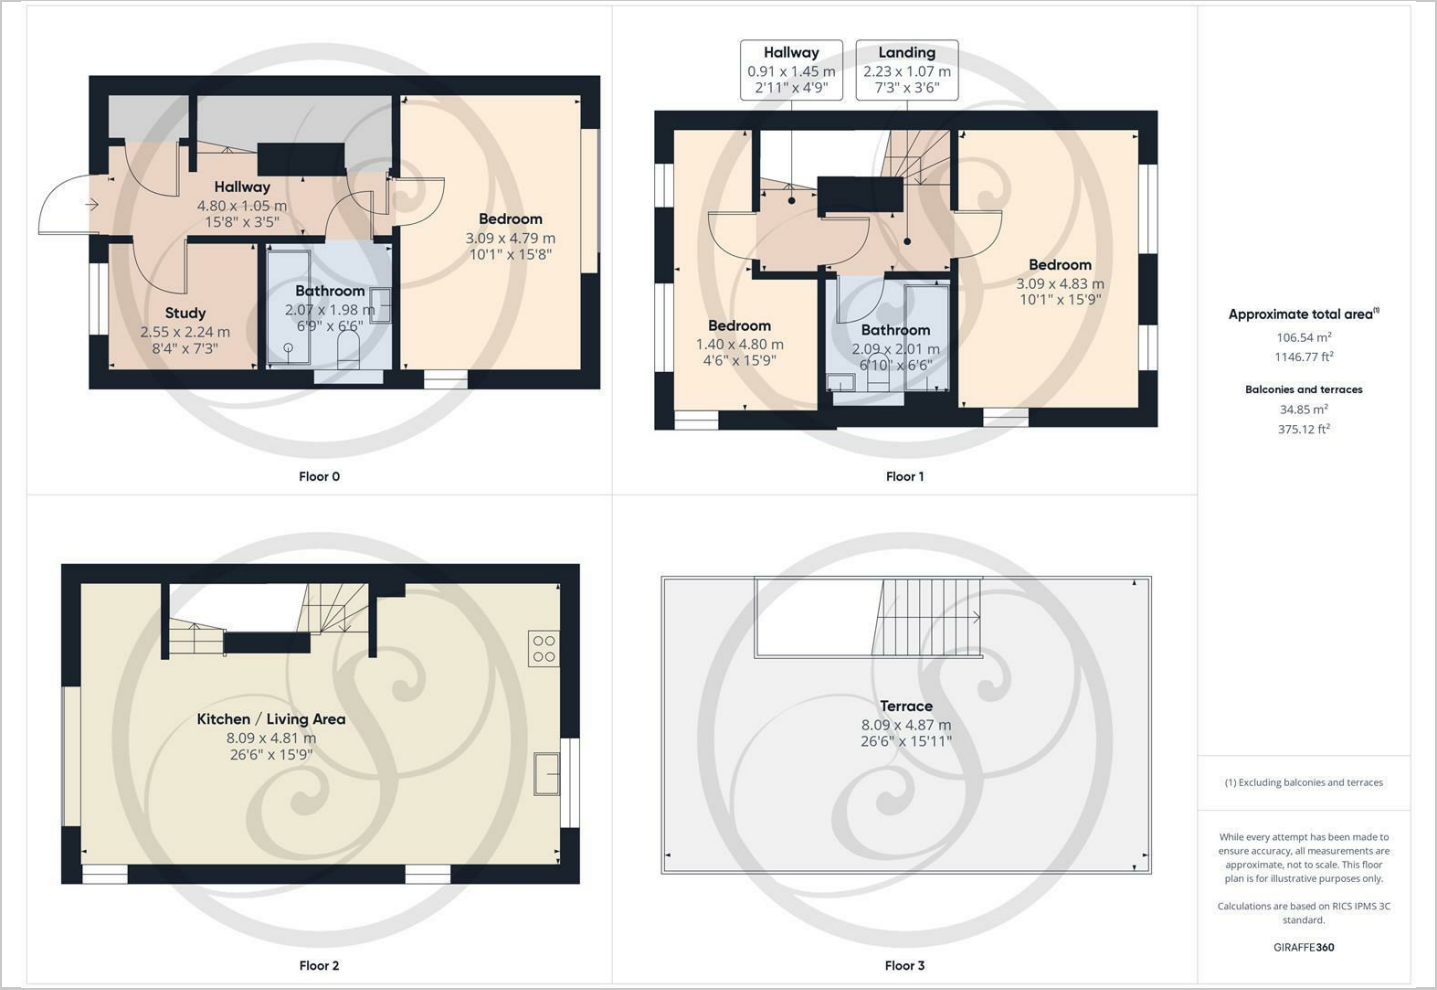 Hallway
4.80 x 1.05 m
15'8" x 3'5"
Bedroom
3.09 x 4.79 m
10'1" x 15'8"
Study
2.55 x 2.24 m
8'4" x 7'3"
Bathroom
2.07 x 1.98 m
6'9" x 6'6"
Floor 0
Hallway
0.91 x 1.45 m
2'11" x 4'9"
Landing
2.23 x 1.07 m
7'3" x 3'6"
Bedroom
3.09 x 4.83 m
10'1" x 15'9"
Bedroom
1.40 x 4.80 m
4'6" x 15'9"
Bathroom
2.09 x 2.01 m
6'10" x 6'6"
Floor 1
Kitchen / Living Area
8.09 x 4.81 m
26'6" x 15'9"
Floor 2
Terrace
8.09 x 4.87 m
26'6" x 15'11"
Floor 3
Approximate total area⁽¹⁾
106.54 m²
1146.77 ft²
Balconies and terraces
34.85 m²
375.12 ft²
(1) Excluding balconies and terraces
While every attempt has been made to
ensure accuracy, all measurements are
approximate, not to scale. This floor
plan is for illustrative purposes only.
Calculations are based on RICS IPMS 3C
standard.
GIRAFFE360